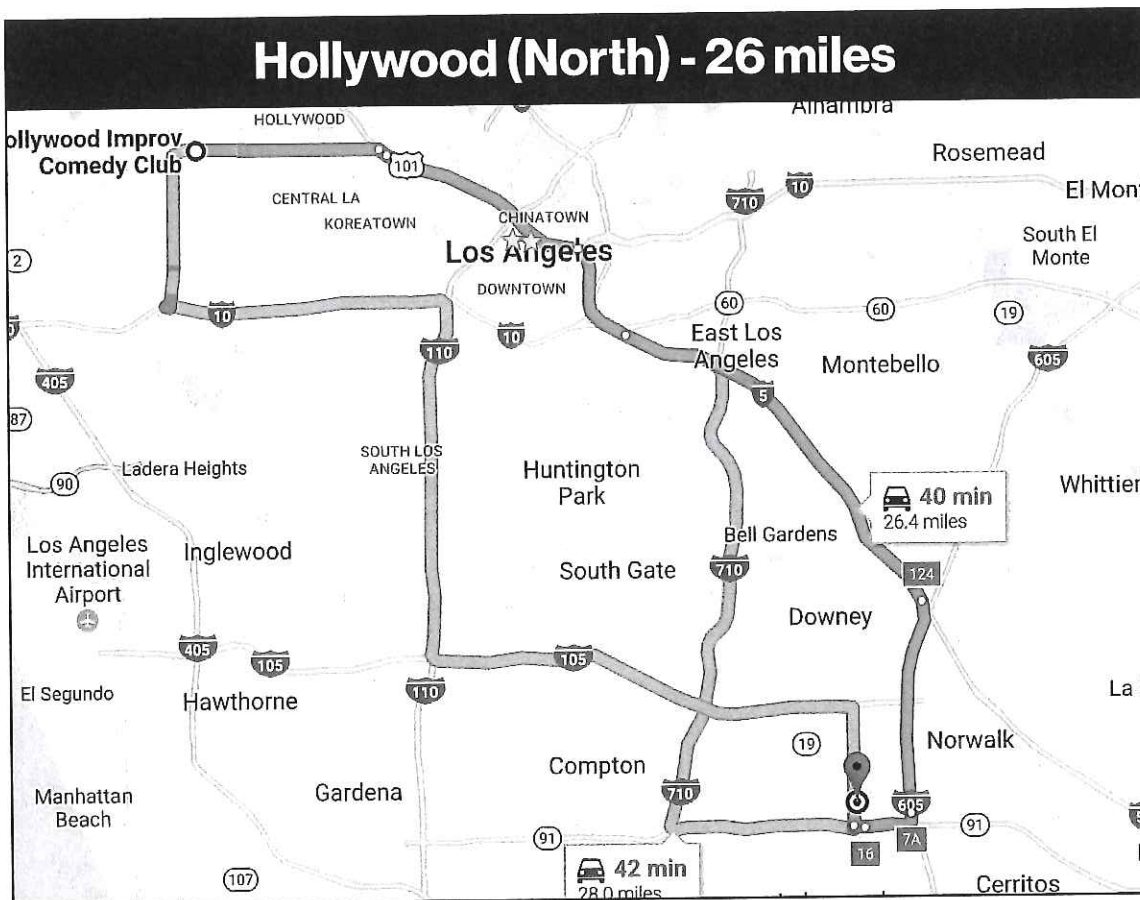 Hollywood (North) - 26 miles
Alhambra
HOLLYWOOD
ollywood Improv
Comedy Club
101
Rosemead
10
710
El Mont
CENTRAL LA
KOREATOWN
CHINATOWN
Los Angeles
DOWNTOWN
South El
Monte
2
10
60
60
19
110
10
East Los
Angeles
Montebello
605
405
5
87
SOUTH LOS
ANGELES
Ladera Heights
90
Huntington
Park
40 min
26.4 miles
Whittier
Bell Gardens
Los Angeles
International
Airport
Inglewood
South Gate
710
124
Downey
405
105
105
110
El Segundo
Hawthorne
La
19
Norwalk
Compton
Manhattan
Beach
Gardena
710
605
91
91
16
7A
42 min
28.0 miles
107
Cerritos